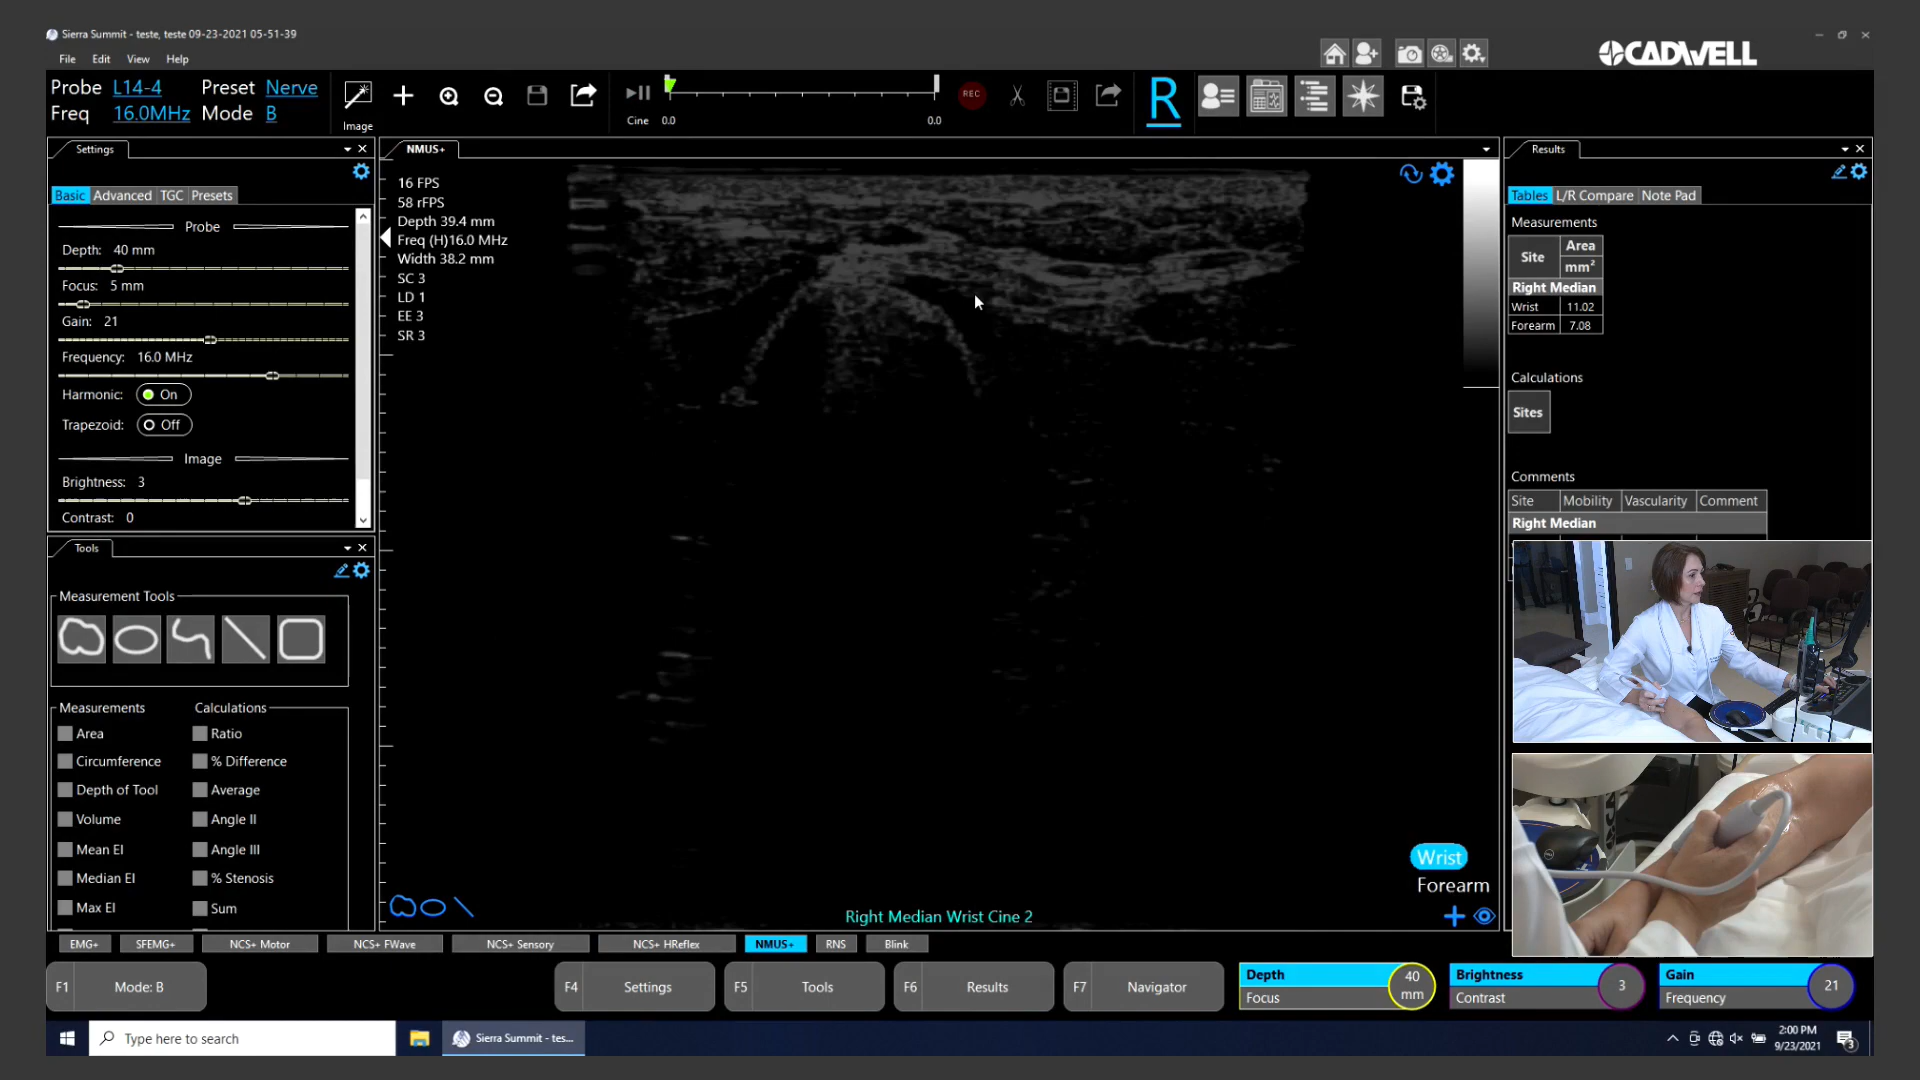 Sierra Summit - teste, teste 09-23-2021 05-51-39
File Edit View Help
CADWELL
Probe L14-4 Preset Nerve
Freq 16.0MHz Mode B
Image
Cine 0.0 0.0
REC
R
Settings
Basic Advanced TGC Presets
Probe
Depth: 40 mm
Focus: 5 mm
Gain: 21
Frequency: 16.0 MHz
Harmonic: On
Trapezoid: Off
Image
Brightness: 3
Contrast: 0
Tools
Measurement Tools
Measurements Calculations
Area Ratio
Circumference % Difference
Depth of Tool Average
Volume Angle II
Mean EI Angle III
Median EI % Stenosis
Max EI Sum
NMUS+
16 FPS
58 rFPS
Depth 39.4 mm
Freq (H)16.0 MHz
Width 38.2 mm
SC 3
LD 1
EE 3
SR 3
Wrist
Forearm
Right Median Wrist Cine 2
Results
Tables L/R Compare Note Pad
Measurements
Site Area
mm²
Right Median
Wrist 11.02
Forearm 7.08
Calculations
Sites
Comments
Site Mobility Vascularity Comment
Right Median
EMG+ SFEMG+ NCS+ Motor NCS+ FWave NCS+ Sensory NCS+ HReflex NMUS+ RNS Blink
F1 Mode: B
F4 Settings
F5 Tools
F6 Results
F7 Navigator
Depth
Focus
40
mm
Brightness
Contrast
3
Gain
Frequency
21
Type here to search
Sierra Summit - tes...
2:00 PM
9/23/2021
3